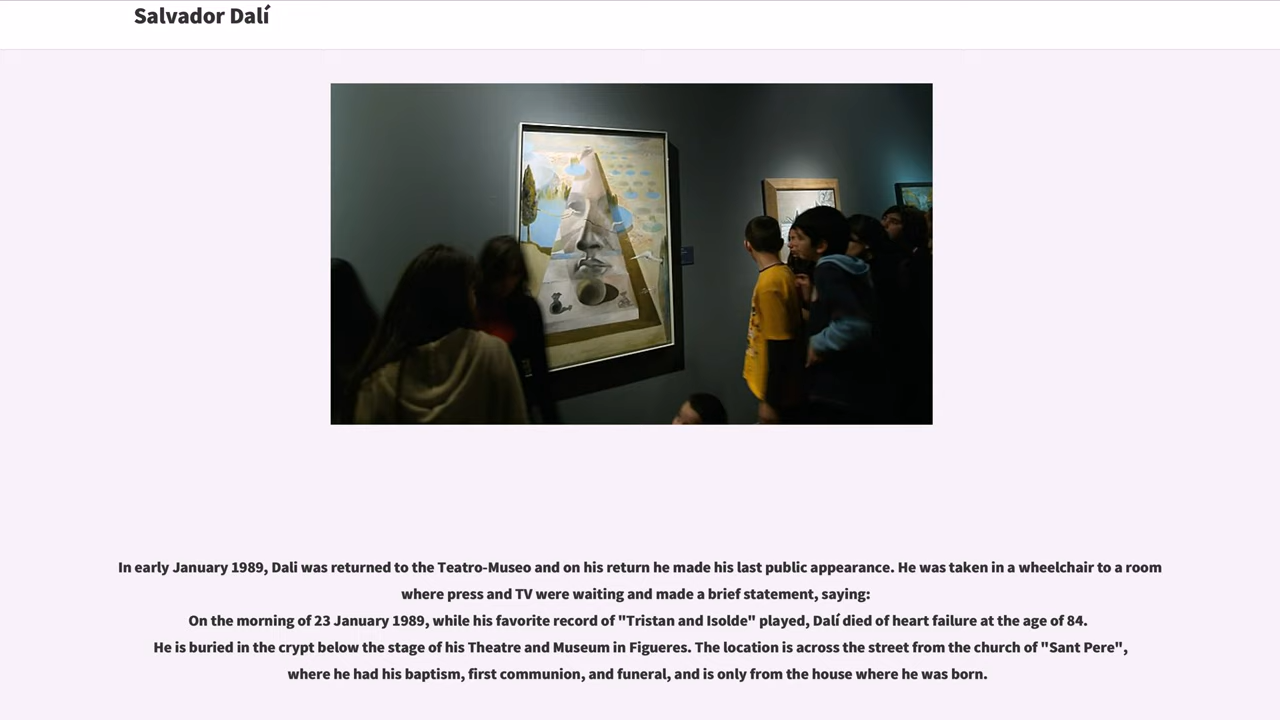 Salvador Dalí
In early January 1989, Dali was returned to the Teatro-Museo and on his return he made his last public appearance. He was taken in a wheelchair to a room
where press and TV were waiting and made a brief statement, saying:
On the morning of 23 January 1989, while his favorite record of "Tristan and Isolde" played, Dalí died of heart failure at the age of 84.
He is buried in the crypt below the stage of his Theatre and Museum in Figueres. The location is across the street from the church of "Sant Pere",
where he had his baptism, first communion, and funeral, and is only from the house where he was born.